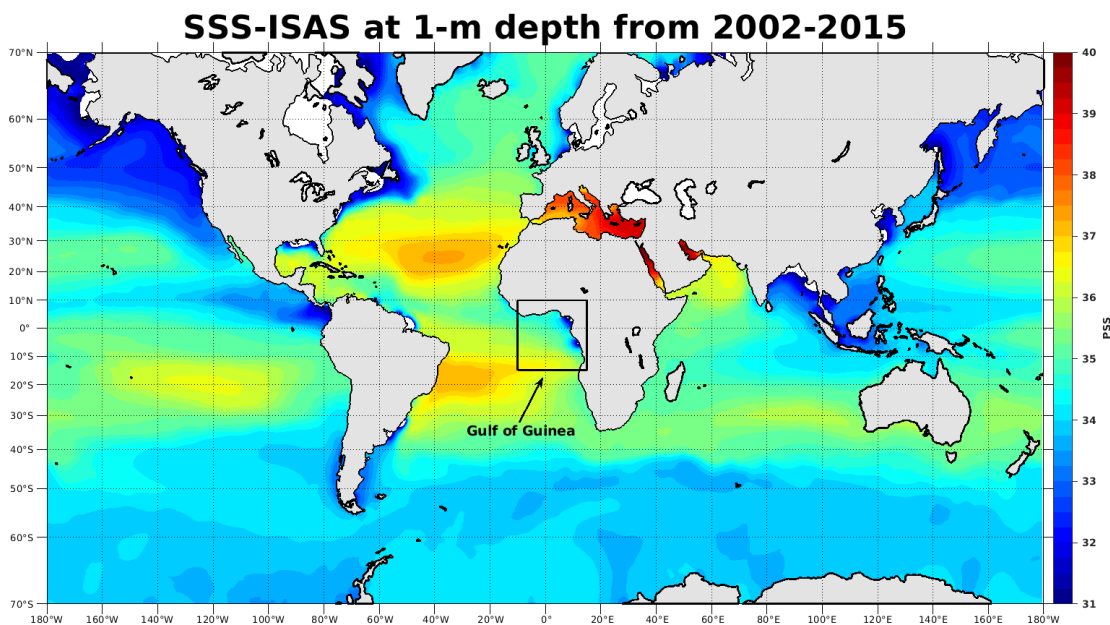 SSS-ISAS at 1-m depth from 2002-2015
70°N
60°N
50°N
40°N
30°N
20°N
10°N
0°
10°S
20°S
30°S
40°S
50°S
60°S
70°S
Gulf of Guinea
180°W 160°W 140°W 120°W 100°W 80°W 60°W 40°W 20°W 0° 20°E 40°E 60°E 80°E 100°E 120°E 140°E 160°E 180°W
40
39
38
37
36
35
34
33
32
31
PSS